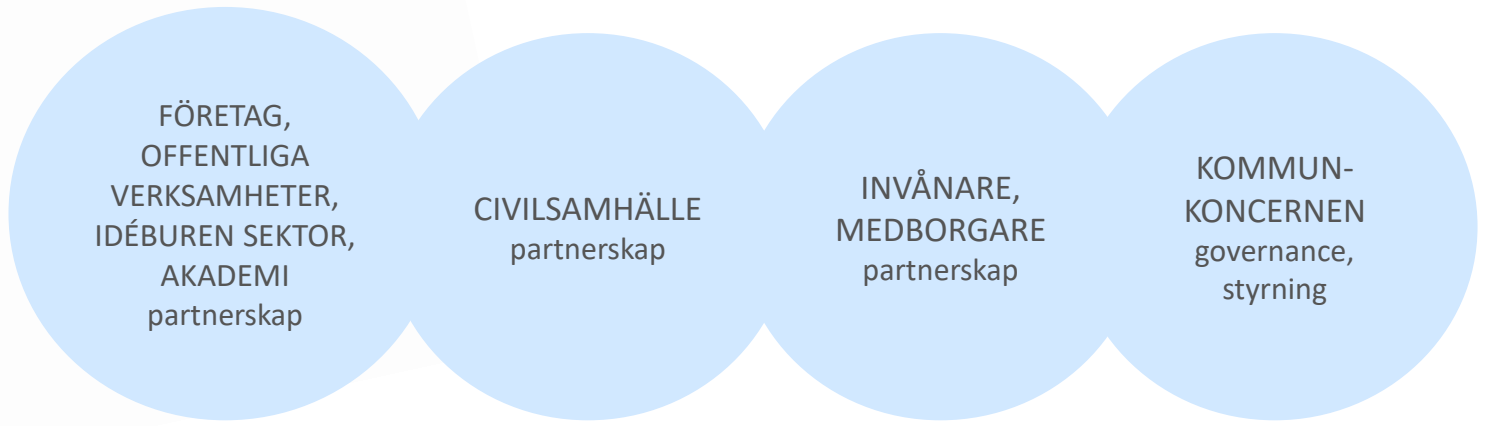 FÖRETAG,
OFFENTLIGA
VERKSAMHETER,
IDÉBUREN SEKTOR,
AKADEMI
partnerskap
CIVILSAMHÄLLE
partnerskap
INVÅNARE,
MEDBORGARE
partnerskap
KOMMUN-
KONCERNEN
governance,
styrning